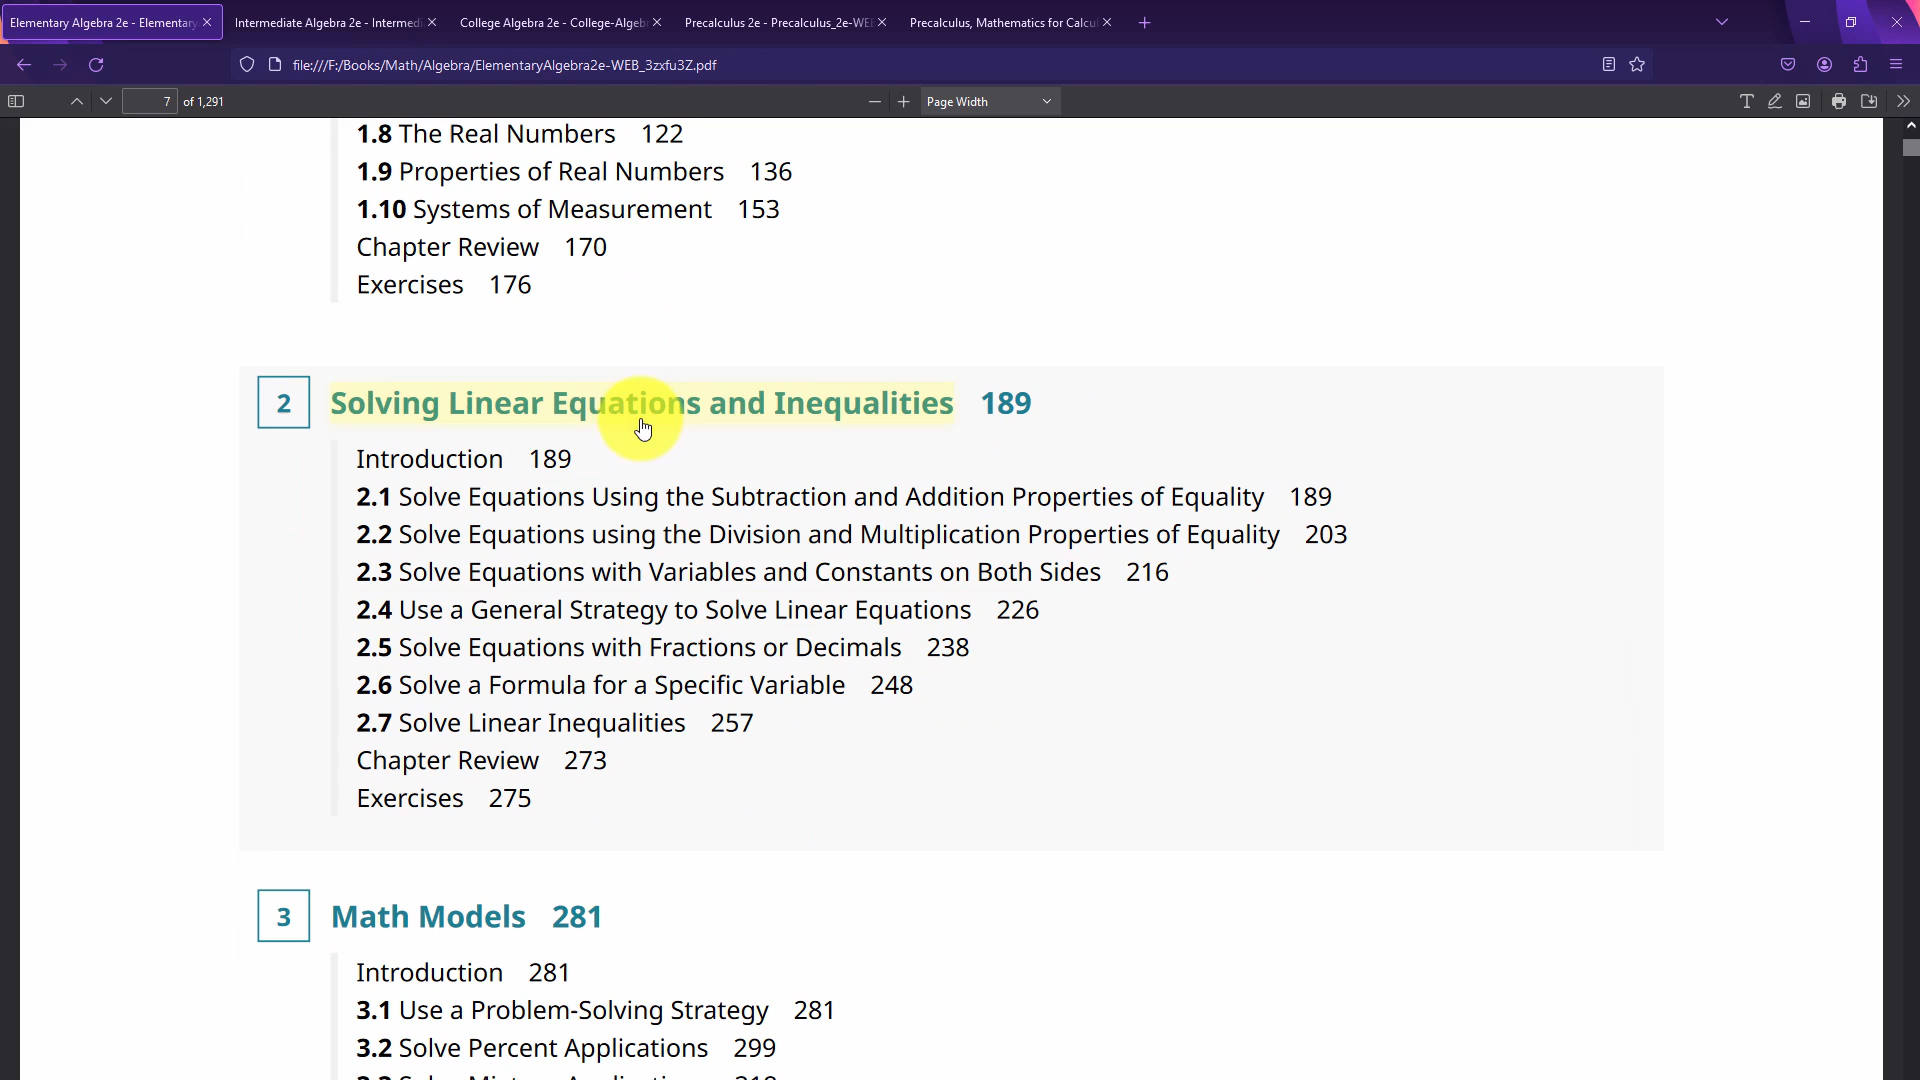 Elementary Algebra 2e - Elementary
Intermediate Algebra 2e - Intermedi
College Algebra 2e - College-Algeb
Precalculus 2e - Precalculus_2e-WEB
Precalculus, Mathematics for Calcul
file:///F:/Books/Math/Algebra/ElementaryAlgebra2e-WEB_3zxfu3Z.pdf
7 of 1,291
Page Width
1.8 The Real Numbers 122
1.9 Properties of Real Numbers 136
1.10 Systems of Measurement 153
Chapter Review 170
Exercises 176
2 Solving Linear Equations and Inequalities 189
Introduction 189
2.1 Solve Equations Using the Subtraction and Addition Properties of Equality 189
2.2 Solve Equations using the Division and Multiplication Properties of Equality 203
2.3 Solve Equations with Variables and Constants on Both Sides 216
2.4 Use a General Strategy to Solve Linear Equations 226
2.5 Solve Equations with Fractions or Decimals 238
2.6 Solve a Formula for a Specific Variable 248
2.7 Solve Linear Inequalities 257
Chapter Review 273
Exercises 275
3 Math Models 281
Introduction 281
3.1 Use a Problem-Solving Strategy 281
3.2 Solve Percent Applications 299